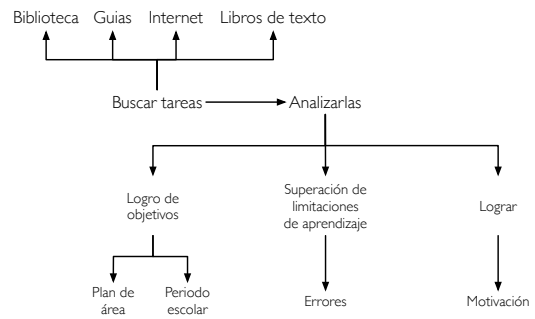 Biblioteca Guias Internet Libros de texto
Buscar tareas Analizarlas
Logro de
objetivos
Superación de
limitaciones
de aprendizaje
Lograr
Plan de
área
Periodo
escolar
Errores
Motivación